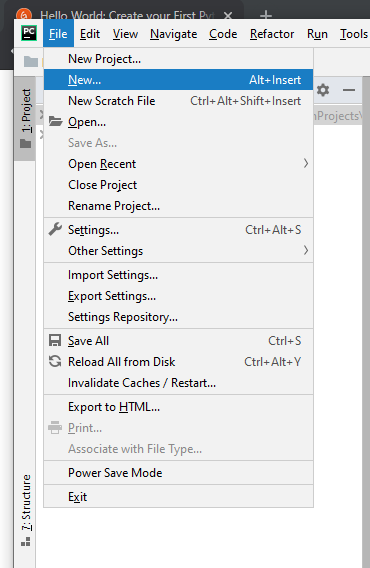 Hello World: Create your First Py
PC File Edit View Navigate Code Refactor Run Tools
New Project...
New... Alt+Insert
New Scratch File Ctrl+Alt+Shift+Insert
Open...
Save As...
Open Recent
Close Project
Rename Project...
Settings... Ctrl+Alt+S
Other Settings
Import Settings...
Export Settings...
Settings Repository...
Save All Ctrl+S
Reload All from Disk Ctrl+Alt+Y
Invalidate Caches / Restart...
Export to HTML...
Print...
Associate with File Type...
Power Save Mode
Exit
1: Project
7: Structure